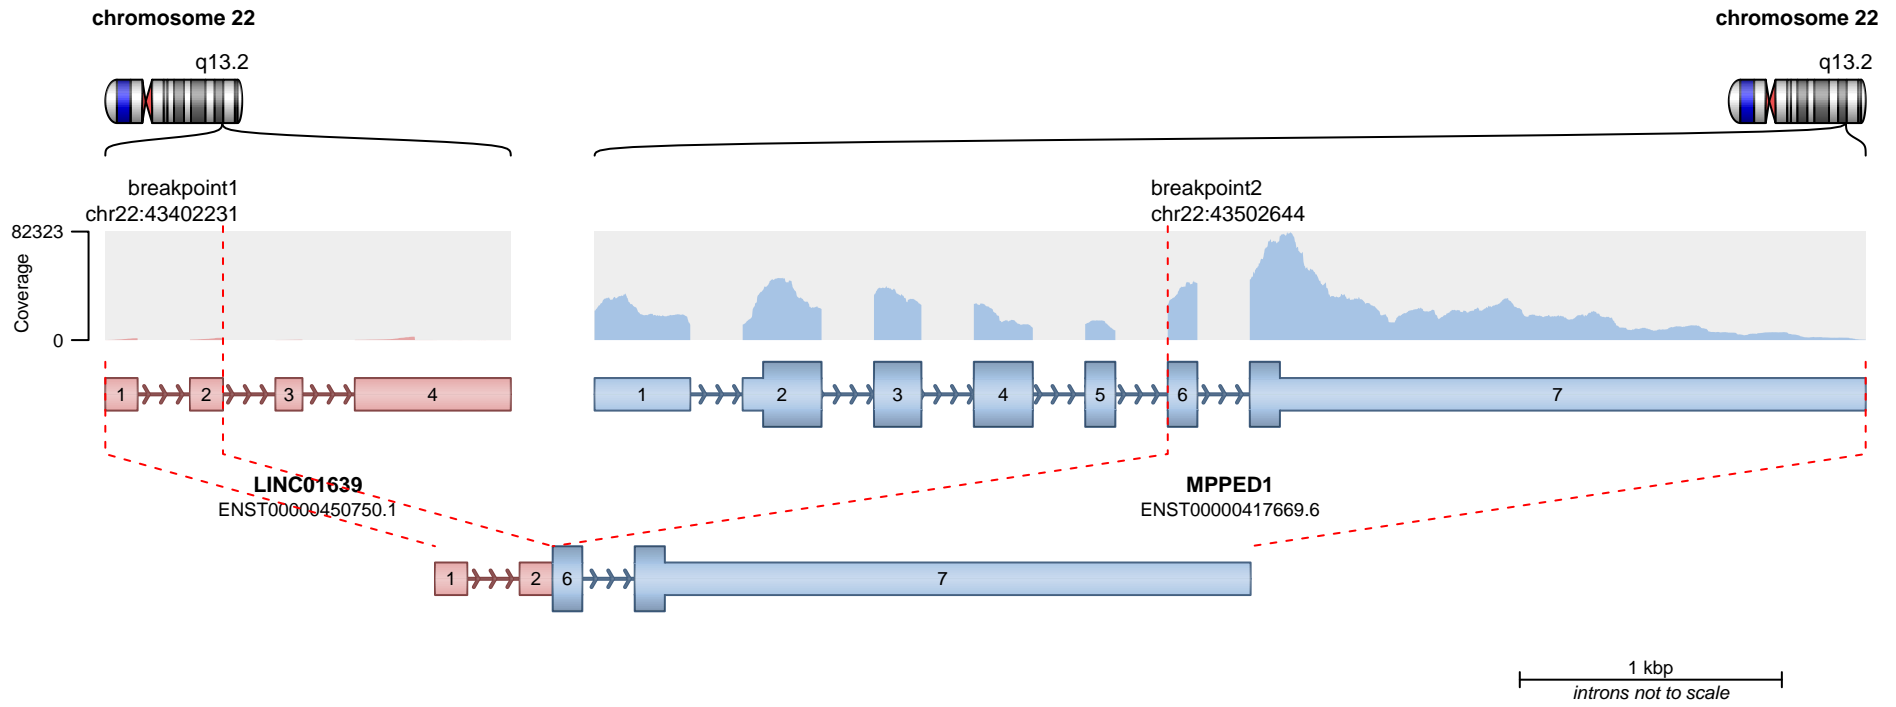 chromosome 22
chromosome 22
q13.2
q13.2
breakpoint1
chr22:43402231
breakpoint2
chr22:43502644
82323
Coverage
0
1 2 3 4
1 2 3 4 5 6 7
LINC01639
ENST00000450750.1
MPPED1
ENST00000417669.6
1 2 6 7
1 kbp
introns not to scale